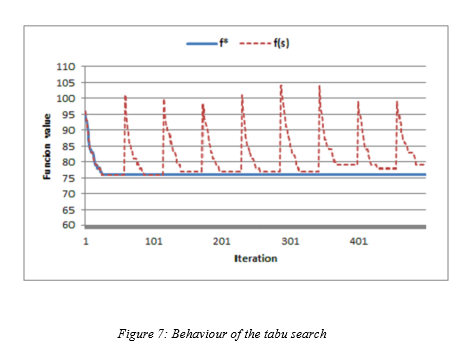 f* f(s)
110
105
100
95
90
85
80
75
70
65
60
Funcion value
1 101 201 301 401
Iteration
Figure 7: Behaviour of the tabu search